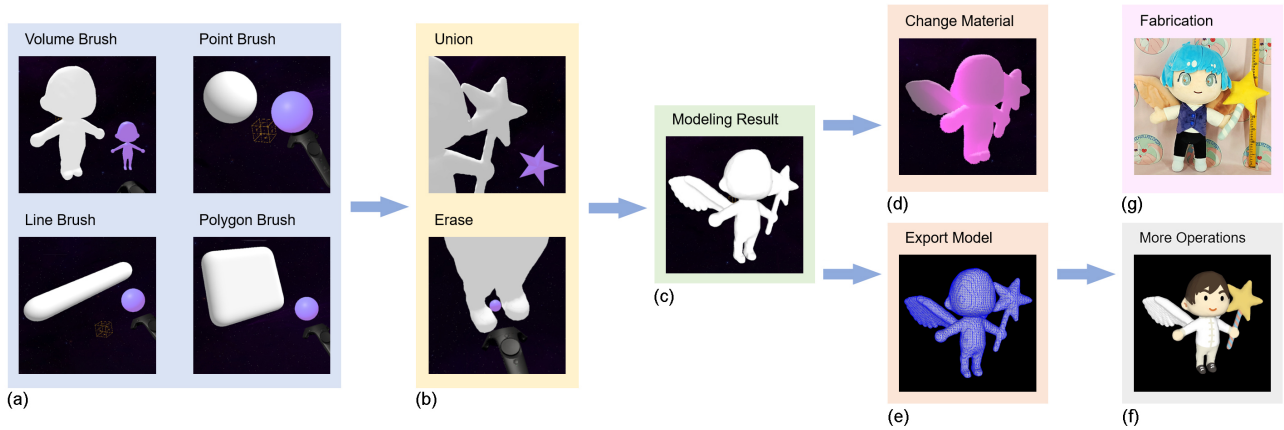 Volume Brush
Point Brush
Line Brush
Polygon Brush
(a)
Union
Erase
(b)
Modeling Result
(c)
Change Material
(d)
Export Model
(e)
More Operations
(f)
Fabrication
(g)